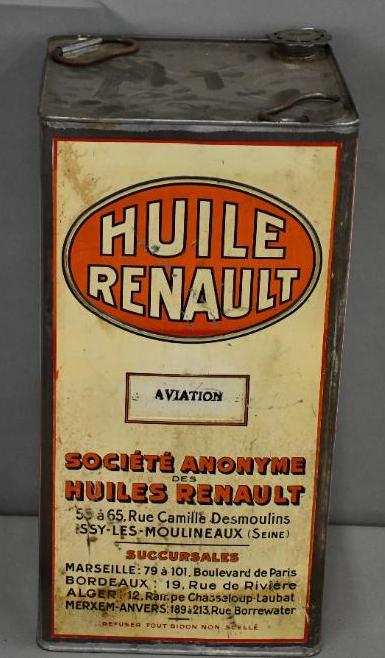 HUILE
RENAULT
AVIATION
SOCIÉTÉ ANONYME
DES
HUILES RENAULT
55 à 65, Rue Camille Desmoulins
ISSY-LES-MOULINEAUX (SEINE)
SUCCURSALES
MARSEILLE: 79 à 101, Boulevard de Paris
BORDEAUX: 19, Rue de Rivière
ALGER: 12, Rampe Chasseloup-Laubat
MERXEM-ANVERS: 189 à 213, Rue Borrewater
REFUSER TOUT BIDON NON SCELLÉ